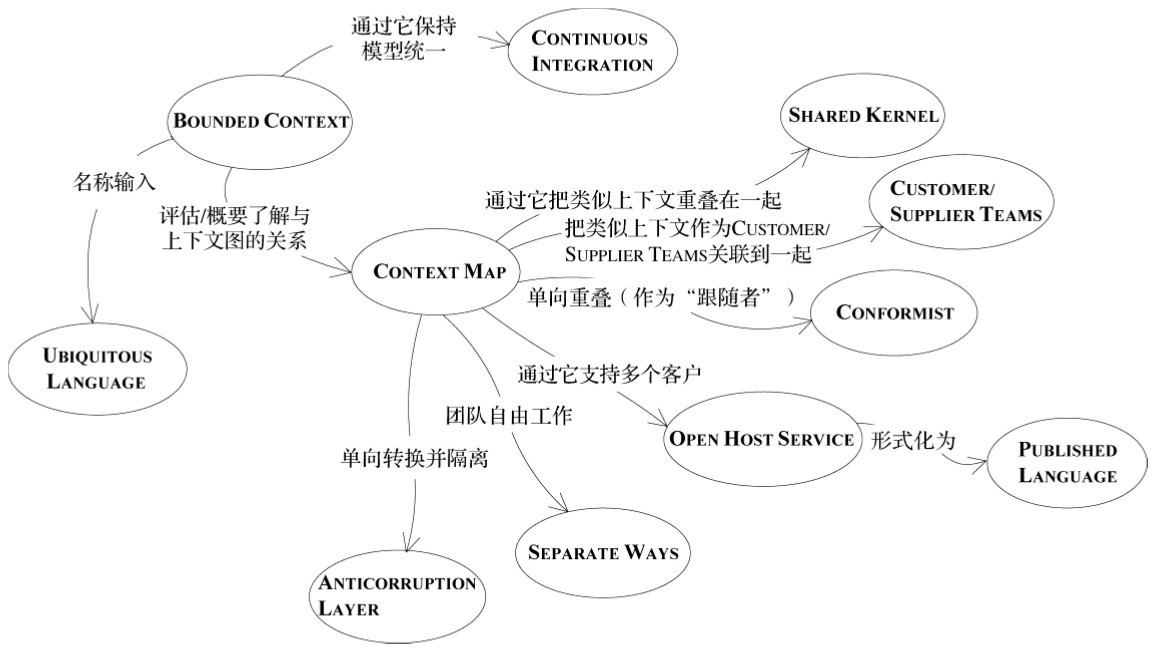 通过它保持
模型统一
CONTINUOUS
INTEGRATION
BOUNDED CONTEXT
SHARED KERNEL
名称输入
CUSTOMER/
SUPPLIER TEAMS
通过它把类似上下文重叠在一起
评估/概要了解与
上下文图的关系
把类似上下文作为CUSTOMER/
SUPPLIER TEAMS关联到一起
CONTEXT MAP
单向重叠（作为“跟随者”）
CONFORMIST
UBIQUITOUS
LANGUAGE
通过它支持多个客户
团队自由工作
OPEN HOST SERVICE
形式化为
PUBLISHED
LANGUAGE
单向转换并隔离
SEPARATE WAYS
ANTICORRUPTION
LAYER